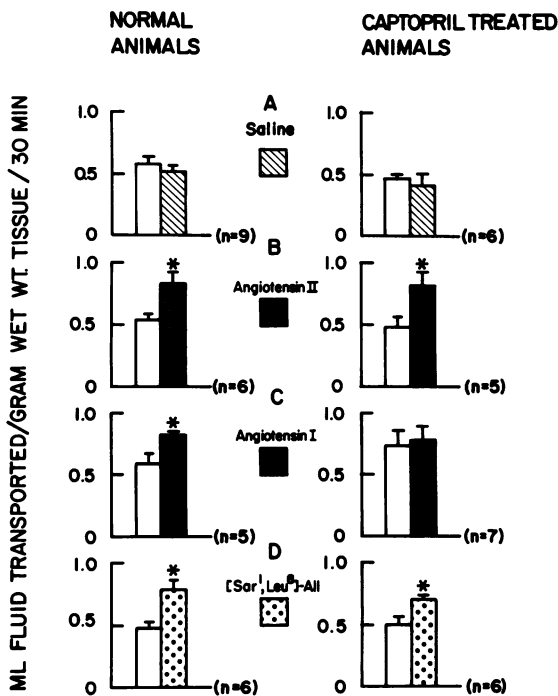 NORMAL ANIMALS
CAPTOPRIL TREATED ANIMALS
ML FLUID TRANSPORTED/GRAM WET WT. TISSUE/30 MIN
A
Saline
1.0
0.5
0
(n=9)
1.0
0.5
0
(n=6)
B
Angiotensin II
1.0
*
0.5
0
(n=6)
1.0
*
0.5
0
(n=5)
C
Angiotensin I
1.0
*
0.5
0
(n=5)
1.0
0.5
0
(n=7)
D
[Sar¹,Leu⁸]-AII
1.0
*
0.5
0
(n=6)
1.0
*
0.5
0
(n=6)